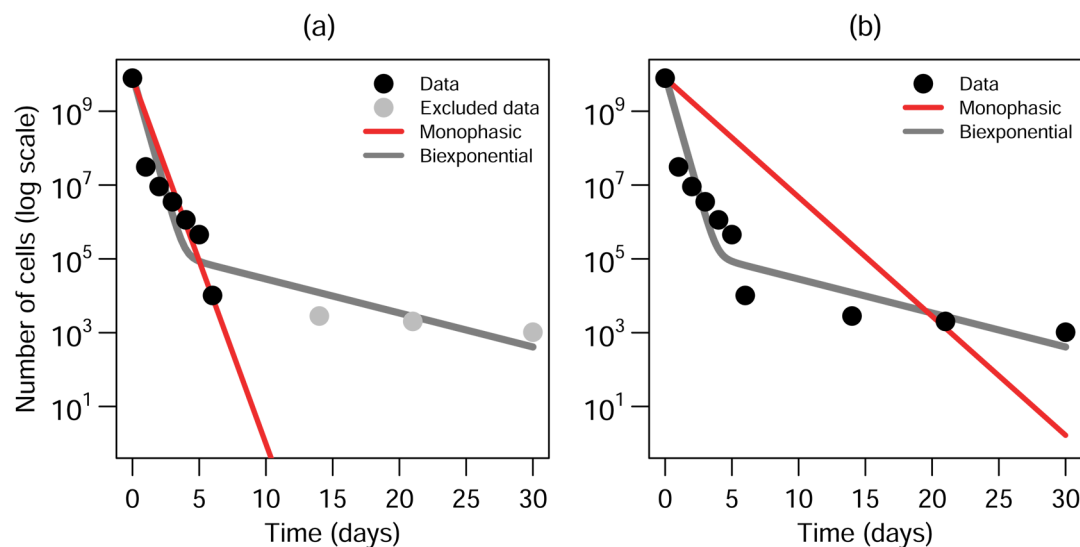 (a)
Number of cells (log scale)
10⁹
10⁷
10⁵
10³
10¹
Data
Excluded data
Monophasic
Biexponential
0 5 10 15 20 25 30
Time (days)
(b)
10⁹
10⁷
10⁵
10³
10¹
Data
Monophasic
Biexponential
0 5 10 15 20 25 30
Time (days)